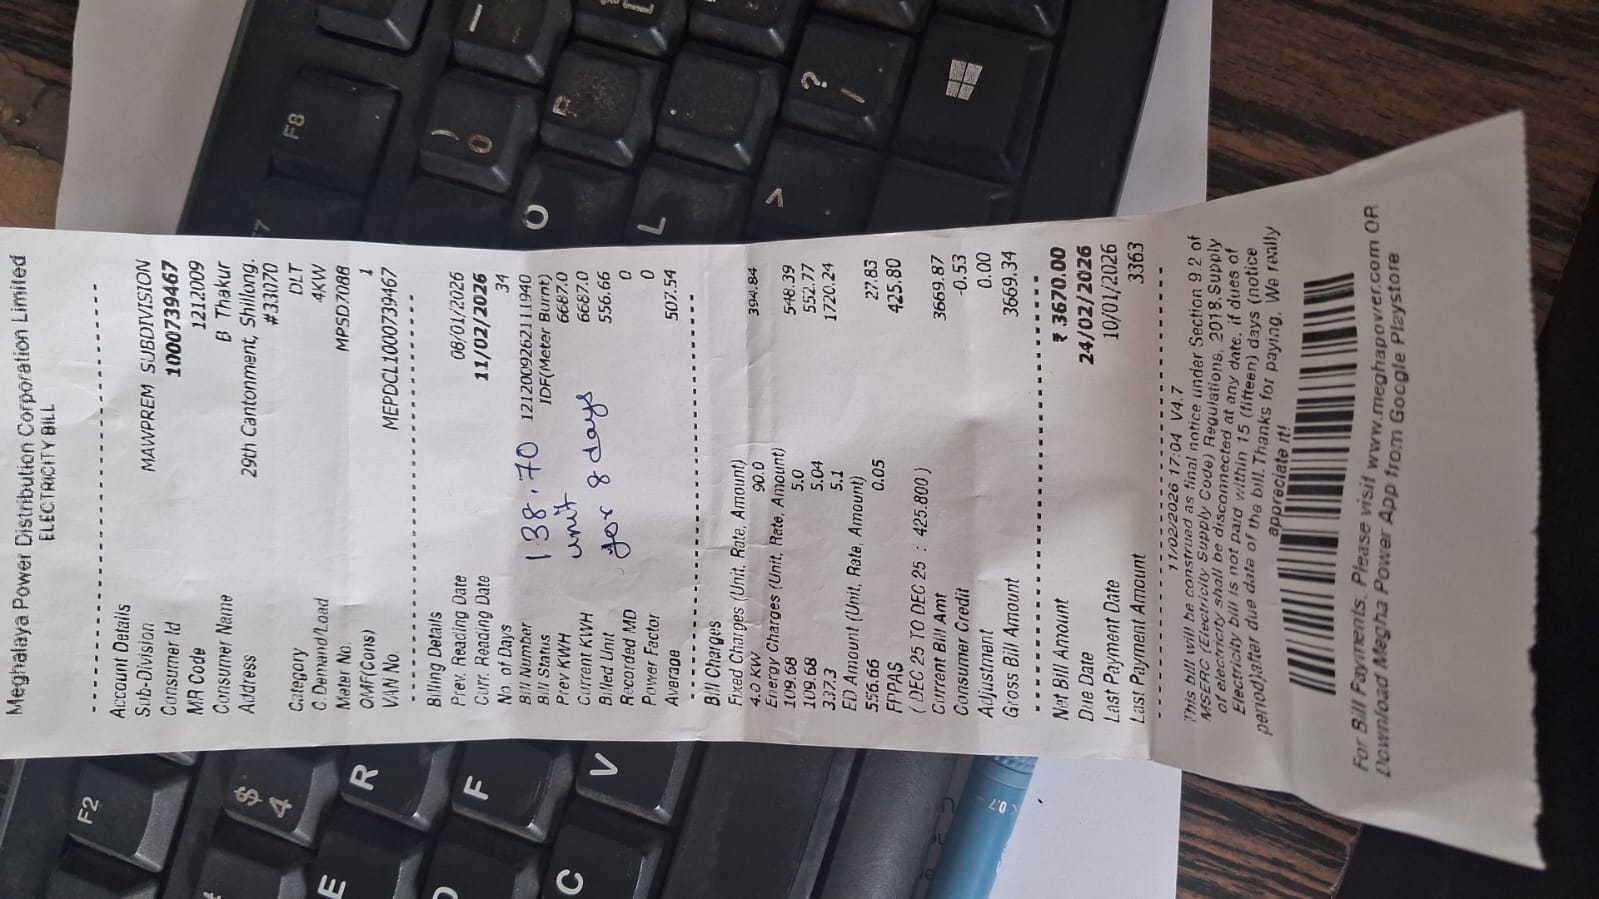 Meghalaya Power Distribution Corporation Limited
ELECTRICITY BILL
Account Details
Sub-Division MAWPREM SUBDIVISION
Consumer Id 1000739467
MR Code 1212009
Consumer Name B Thakur
Address 29th Cantonment, Shillong.
#33070
Category DLT
C. Demand/Load 4KW
Meter No. MPSD7088
OMF(Cons) 1
VAN No. MEPDCL1000739467
Billing Details
Prev. Reading Date 08/01/2026
Curr. Reading Date 11/02/2026
No. of Days 34
Bill Number 1212009262111940
Bill Status IDF(Meter Burnt)
Prev KWH 6687.0
Current KWH 6687.0
Billed Unit 556.66
Recorded MD 0
Power Factor 0
Average 507.54
138.70
unit
for 8 days
Bill Charges
Fixed Charges (Unit, Rate, Amount)
4.0 KW 90.0 394.84
Energy Charges (Unit, Rate, Amount)
109.68 5.0 548.39
109.68 5.04 552.77
337.3 5.1 1720.24
ED Amount (Unit, Rate, Amount)
556.66 0.05 27.83
FPPAS 425.80
( DEC 25 TO DEC 25 : 425.800 )
Current Bill Amt 3669.87
Consumer Credit -0.53
Adjustment 0.00
Gross Bill Amount 3669.34
Net Bill Amount ₹ 3670.00
Due Date 24/02/2026
Last Payment Date 10/01/2026
Last Payment Amount 3363
11/02/2026 17:04 V4.7
This bill will be construed as final notice under Section 9.2 of
MSERC (Electricity Supply Code) Regulations, 2018.Supply
of electricity shall be disconnected at any date, if dues of
Electricity bill is not paid within 15 (fifteen) days (notice
period)after due date of the bill.Thanks for paying. We really
appreciate it!
For Bill Payments, Please visit www.meghapower.com OR
Download Megha Power App from Google Playstore
F8
F7
)
0
P
O
L
?
/
>
F2
$
4
R
F
V
E
D
C
0.7